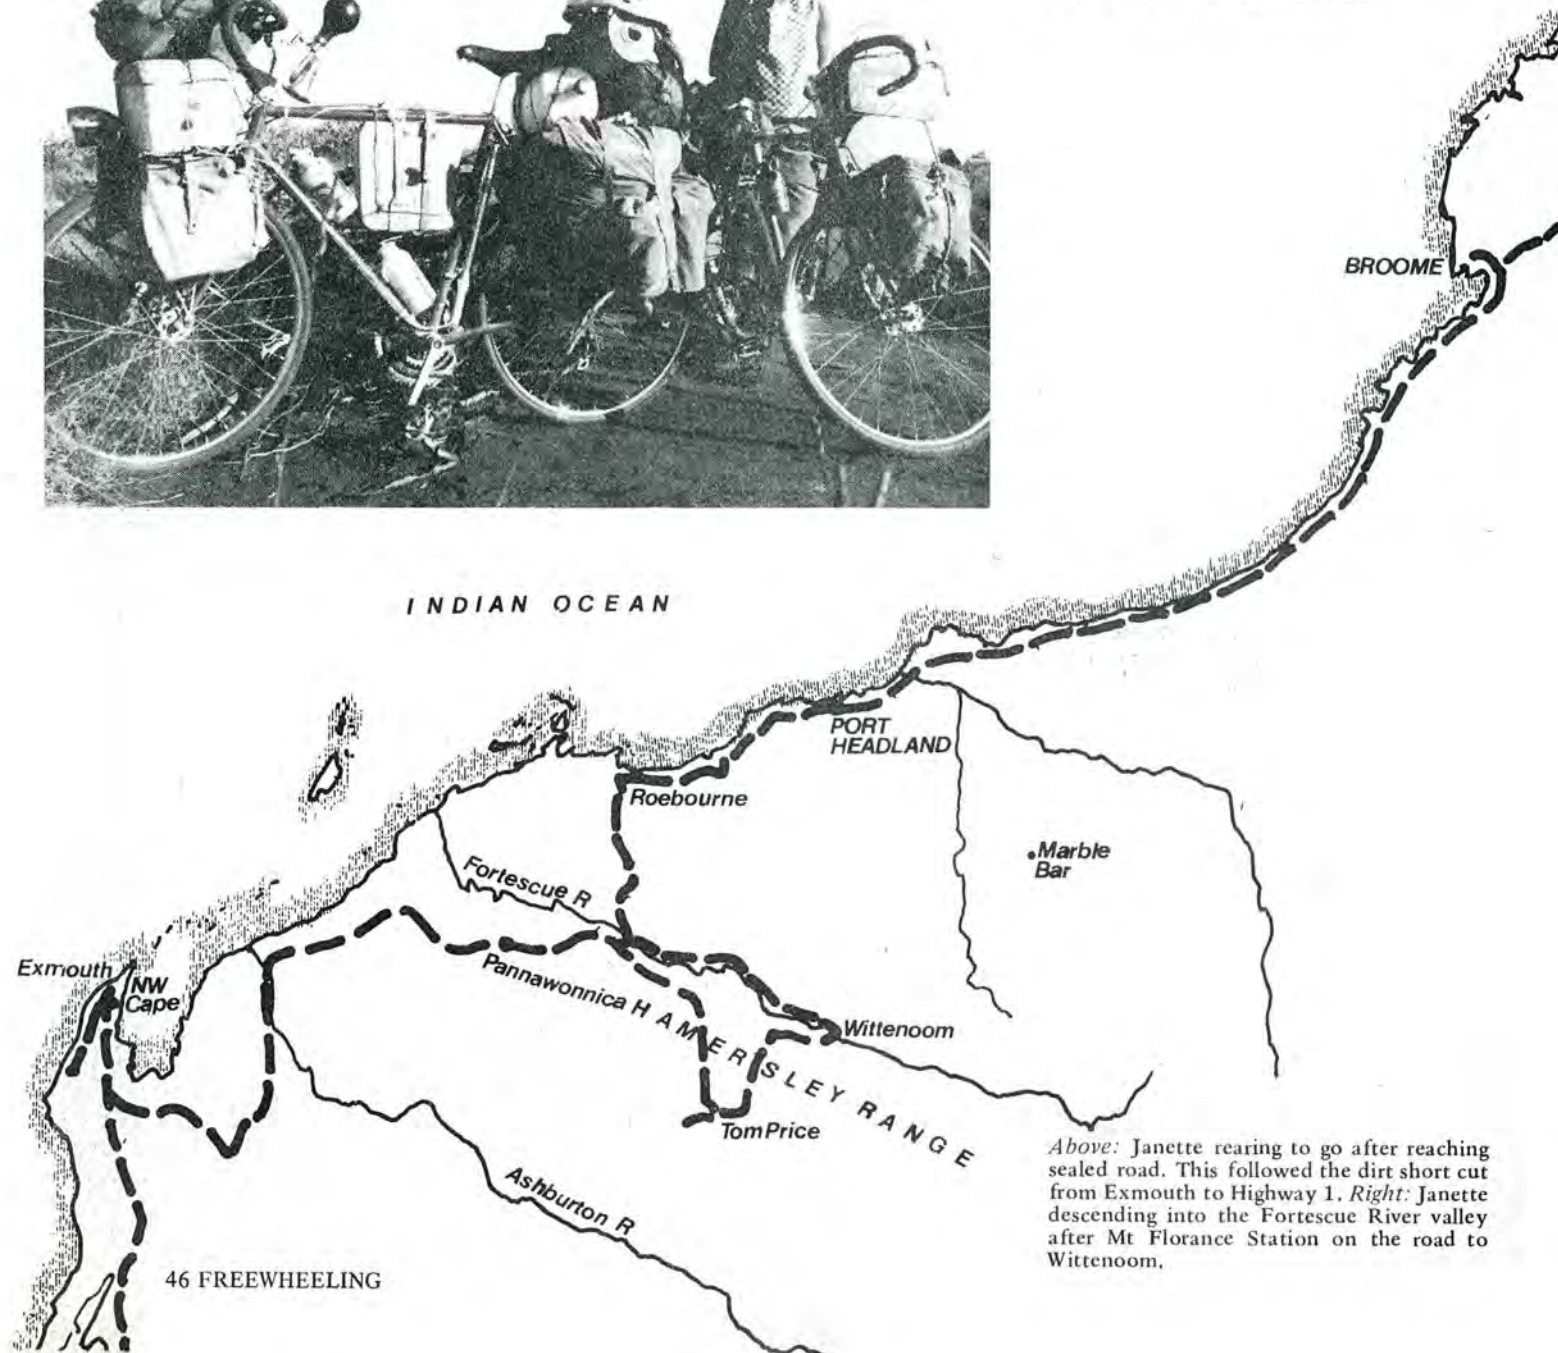 BROOME
INDIAN OCEAN
PORT
HEADLAND
Roebourne
Marble
Bar
Fortescue R
Exmouth
NW
Cape
Pannawonnica
HAMERSLEY RANGE
Wittenoom
Tom Price
Ashburton R
Above: Janette rearing to go after reaching
sealed road. This followed the dirt short cut
from Exmouth to Highway 1. Right: Janette
descending into the Fortescue River valley
after Mt Florance Station on the road to
Wittenoom.
46 FREEWHEELING